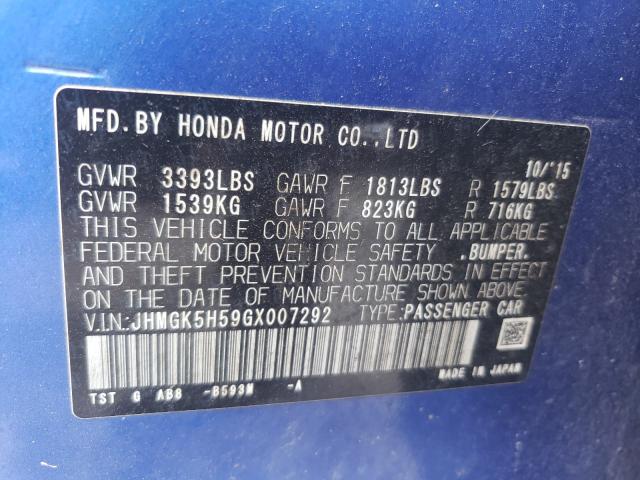 MFD. BY HONDA MOTOR CO.,LTD
10/'15
GVWR 3393LBS GAWR F 1813LBS R 1579LBS
GVWR 1539KG GAWR F 823KG R 716KG
THIS VEHICLE CONFORMS TO ALL APPLICABLE
FEDERAL MOTOR VEHICLE SAFETY ,BUMPER,
AND THEFT PREVENTION STANDARDS IN EFFECT
ON THE DATE OF MANUFACTURE SHOWN ABOVE.
V.I.N:JHMGK5H59GX007292 TYPE:PASSENGER CAR
MADE IN JAPAN
TST G AB8 -B593M -A